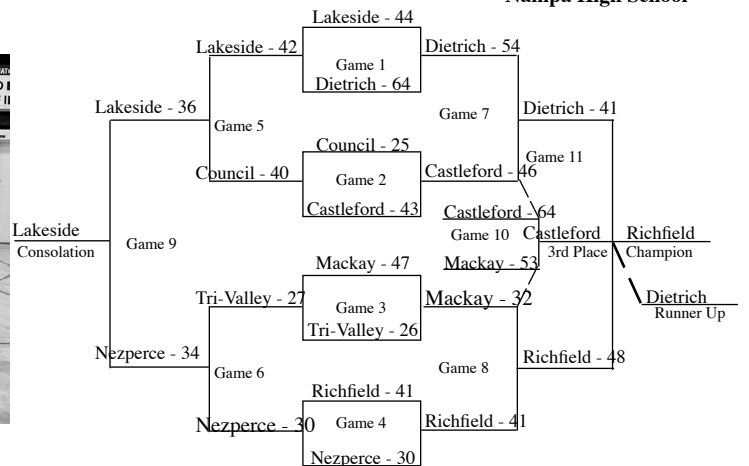 Nampa High School
Lakeside - 44
Lakeside - 42
Dietrich - 54
Game 1
Dietrich - 64
Lakeside - 36
Game 7
Dietrich - 41
Game 5
Council - 25
Game 11
Council - 40
Game 2
Castleford - 46
Castleford - 43
Castleford - 64
Lakeside
Consolation
Game 9
Game 10
Castleford
3rd Place
Richfield
Champion
Mackay - 47
Mackay - 53
Tri-Valley - 27
Game 3
Mackay - 32
Dietrich
Runner Up
Tri-Valley - 26
Nezperce - 34
Game 6
Game 8
Richfield - 48
Richfield - 41
Nezperce - 30
Game 4
Richfield - 41
Nezperce - 30